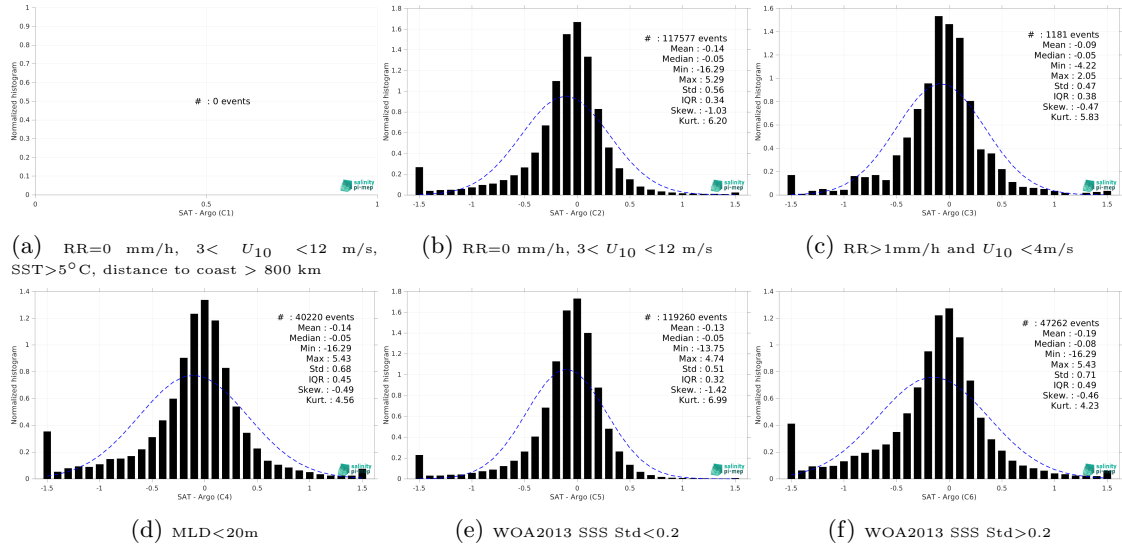 1
0.9
0.8
0.7
0.6
0.5
0.4
0.3
0.2
0.1
0
Normalized histogram
# : 0 events
salinity
pi-mep
0 0.5 1
SAT - Argo (C1)
(a) RR=0 mm/h, 3< U10 <12 m/s,
SST>5°C, distance to coast > 800 km
1.8
1.6
1.4
1.2
1
0.8
0.6
0.4
0.2
0
Normalized histogram
# : 117577 events
Mean : -0.14
Median : -0.05
Min : -16.29
Max : 5.29
Std : 0.56
IQR : 0.34
Skew. : -1.03
Kurt. : 6.20
salinity
pi-mep
-1.5 -1 -0.5 0 0.5 1 1.5
SAT - Argo (C2)
(b) RR=0 mm/h, 3< U10 <12 m/s
1.6
1.4
1.2
1
0.8
0.6
0.4
0.2
0
Normalized histogram
# : 1181 events
Mean : -0.09
Median : -0.05
Min : -4.22
Max : 2.05
Std : 0.47
IQR : 0.38
Skew. : -0.47
Kurt. : 5.83
salinity
pi-mep
-1.5 -1 -0.5 0 0.5 1 1.5
SAT - Argo (C3)
(c) RR>1mm/h and U10 <4m/s
1.4
1.2
1
0.8
0.6
0.4
0.2
0
Normalized histogram
# : 40220 events
Mean : -0.14
Median : -0.05
Min : -16.29
Max : 5.43
Std : 0.68
IQR : 0.45
Skew. : -0.49
Kurt. : 4.56
salinity
pi-mep
-1.5 -1 -0.5 0 0.5 1 1.5
SAT - Argo (C4)
(d) MLD<20m
1.8
1.6
1.4
1.2
1
0.8
0.6
0.4
0.2
0
Normalized histogram
# : 119260 events
Mean : -0.13
Median : -0.05
Min : -13.75
Max : 4.74
Std : 0.51
IQR : 0.32
Skew. : -1.42
Kurt. : 6.99
salinity
pi-mep
-1.5 -1 -0.5 0 0.5 1 1.5
SAT - Argo (C5)
(e) WOA2013 SSS Std<0.2
1.4
1.2
1
0.8
0.6
0.4
0.2
0
Normalized histogram
# : 47262 events
Mean : -0.19
Median : -0.08
Min : -16.29
Max : 5.43
Std : 0.71
IQR : 0.49
Skew. : -0.46
Kurt. : 4.23
salinity
pi-mep
-1.5 -1 -0.5 0 0.5 1 1.5
SAT - Argo (C6)
(f) WOA2013 SSS Std>0.2